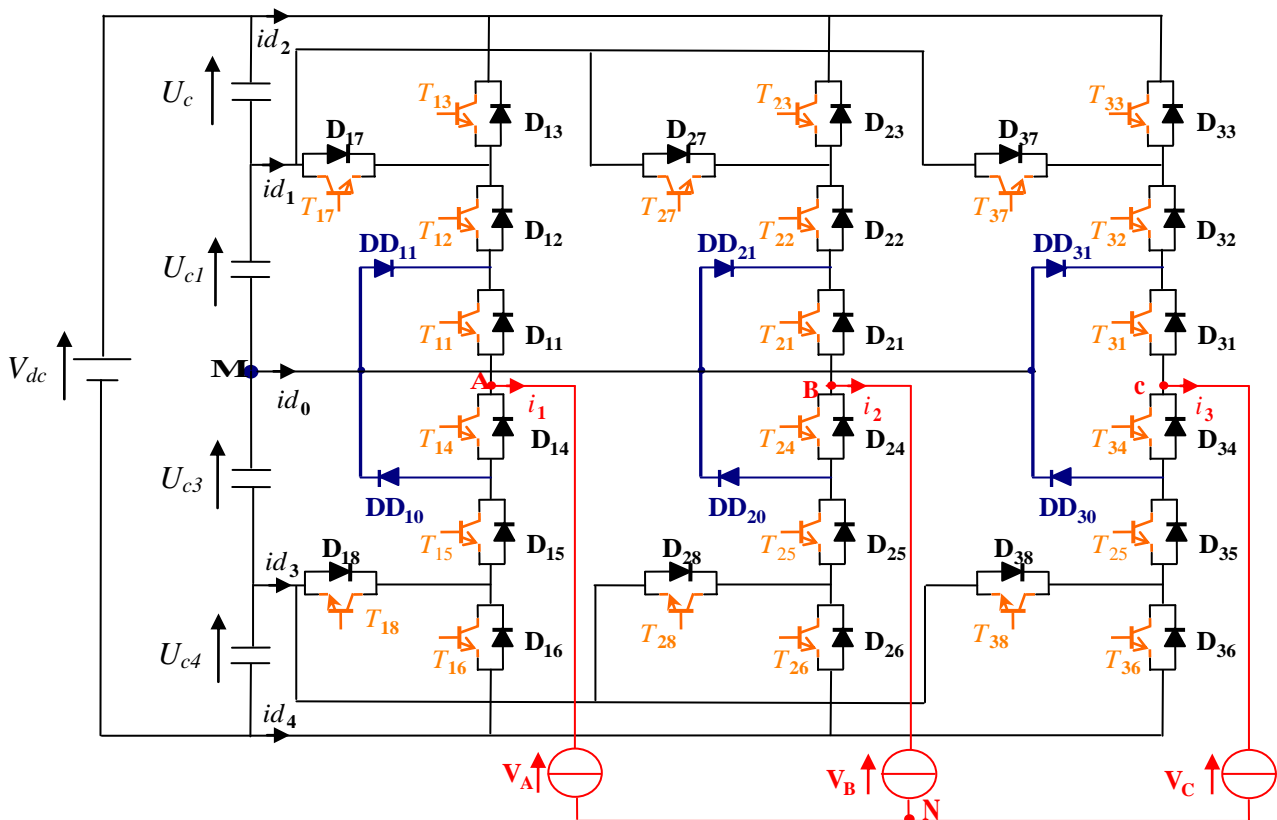 id2
Uc
T13
D13
T23
D23
T33
D33
D17
D27
D37
id1
T17
T27
T37
T12
D12
T22
D22
T32
D32
DD11
DD21
DD31
Uc1
T11
D11
T21
D21
T31
D31
Vdc
M
id0
A
i1
B
i2
c
i3
T14
D14
T24
D24
T34
D34
Uc3
DD10
DD20
DD30
T15
D15
T25
D25
T25
D35
id3
D18
D28
D38
T18
T28
T38
Uc4
T16
D16
T26
D26
T36
D36
id4
VA
VB
VC
N